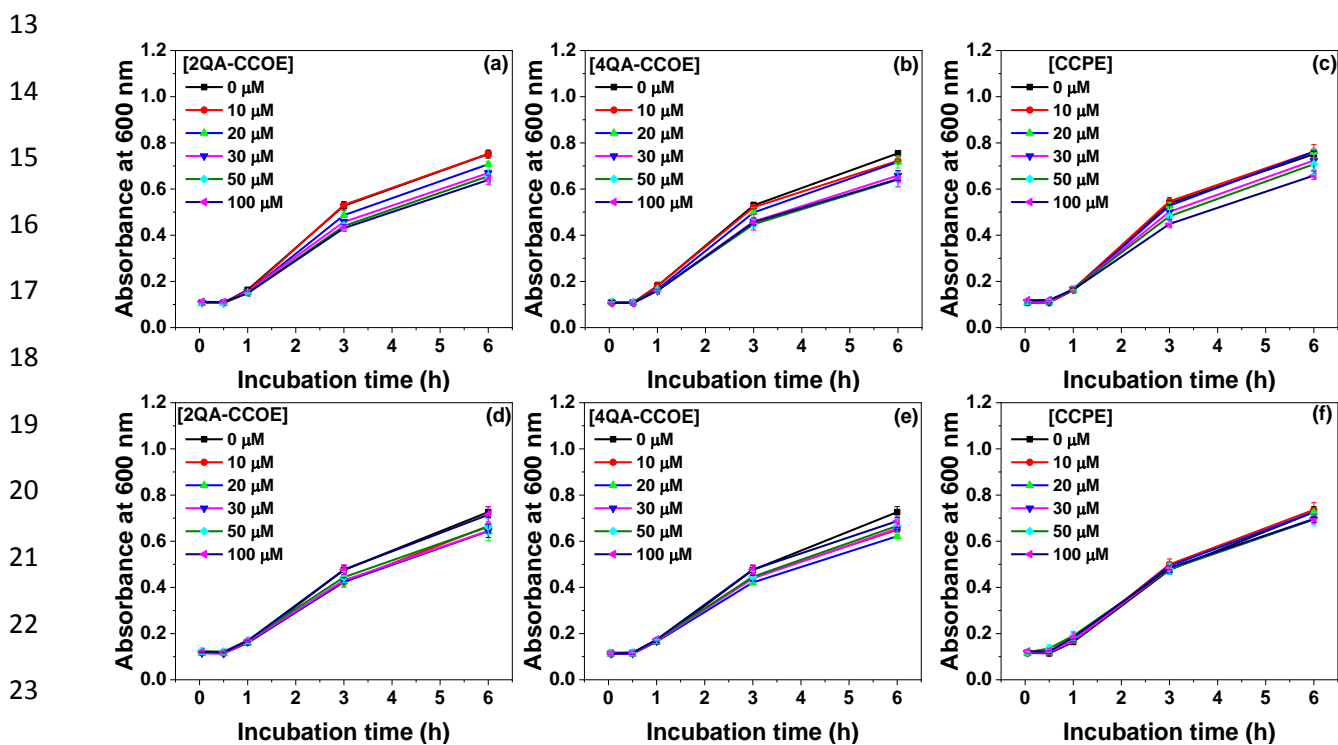 13
14
15
16
17
18
19
20
21
22
23
[2QA-CCOE] (a)
0 μM
10 μM
20 μM
30 μM
50 μM
100 μM
Absorbance at 600 nm
1.2
1.0
0.8
0.6
0.4
0.2
0.0
0 1 2 3 4 5 6
Incubation time (h)
[4QA-CCOE] (b)
0 μM
10 μM
20 μM
30 μM
50 μM
100 μM
Absorbance at 600 nm
1.2
1.0
0.8
0.6
0.4
0.2
0.0
0 1 2 3 4 5 6
Incubation time (h)
[CCPE] (c)
0 μM
10 μM
20 μM
30 μM
50 μM
100 μM
Absorbance at 600 nm
1.2
1.0
0.8
0.6
0.4
0.2
0.0
0 1 2 3 4 5 6
Incubation time (h)
[2QA-CCOE] (d)
0 μM
10 μM
20 μM
30 μM
50 μM
100 μM
Absorbance at 600 nm
1.2
1.0
0.8
0.6
0.4
0.2
0.0
0 1 2 3 4 5 6
Incubation time (h)
[4QA-CCOE] (e)
0 μM
10 μM
20 μM
30 μM
50 μM
100 μM
Absorbance at 600 nm
1.2
1.0
0.8
0.6
0.4
0.2
0.0
0 1 2 3 4 5 6
Incubation time (h)
[CCPE] (f)
0 μM
10 μM
20 μM
30 μM
50 μM
100 μM
Absorbance at 600 nm
1.2
1.0
0.8
0.6
0.4
0.2
0.0
0 1 2 3 4 5 6
Incubation time (h)